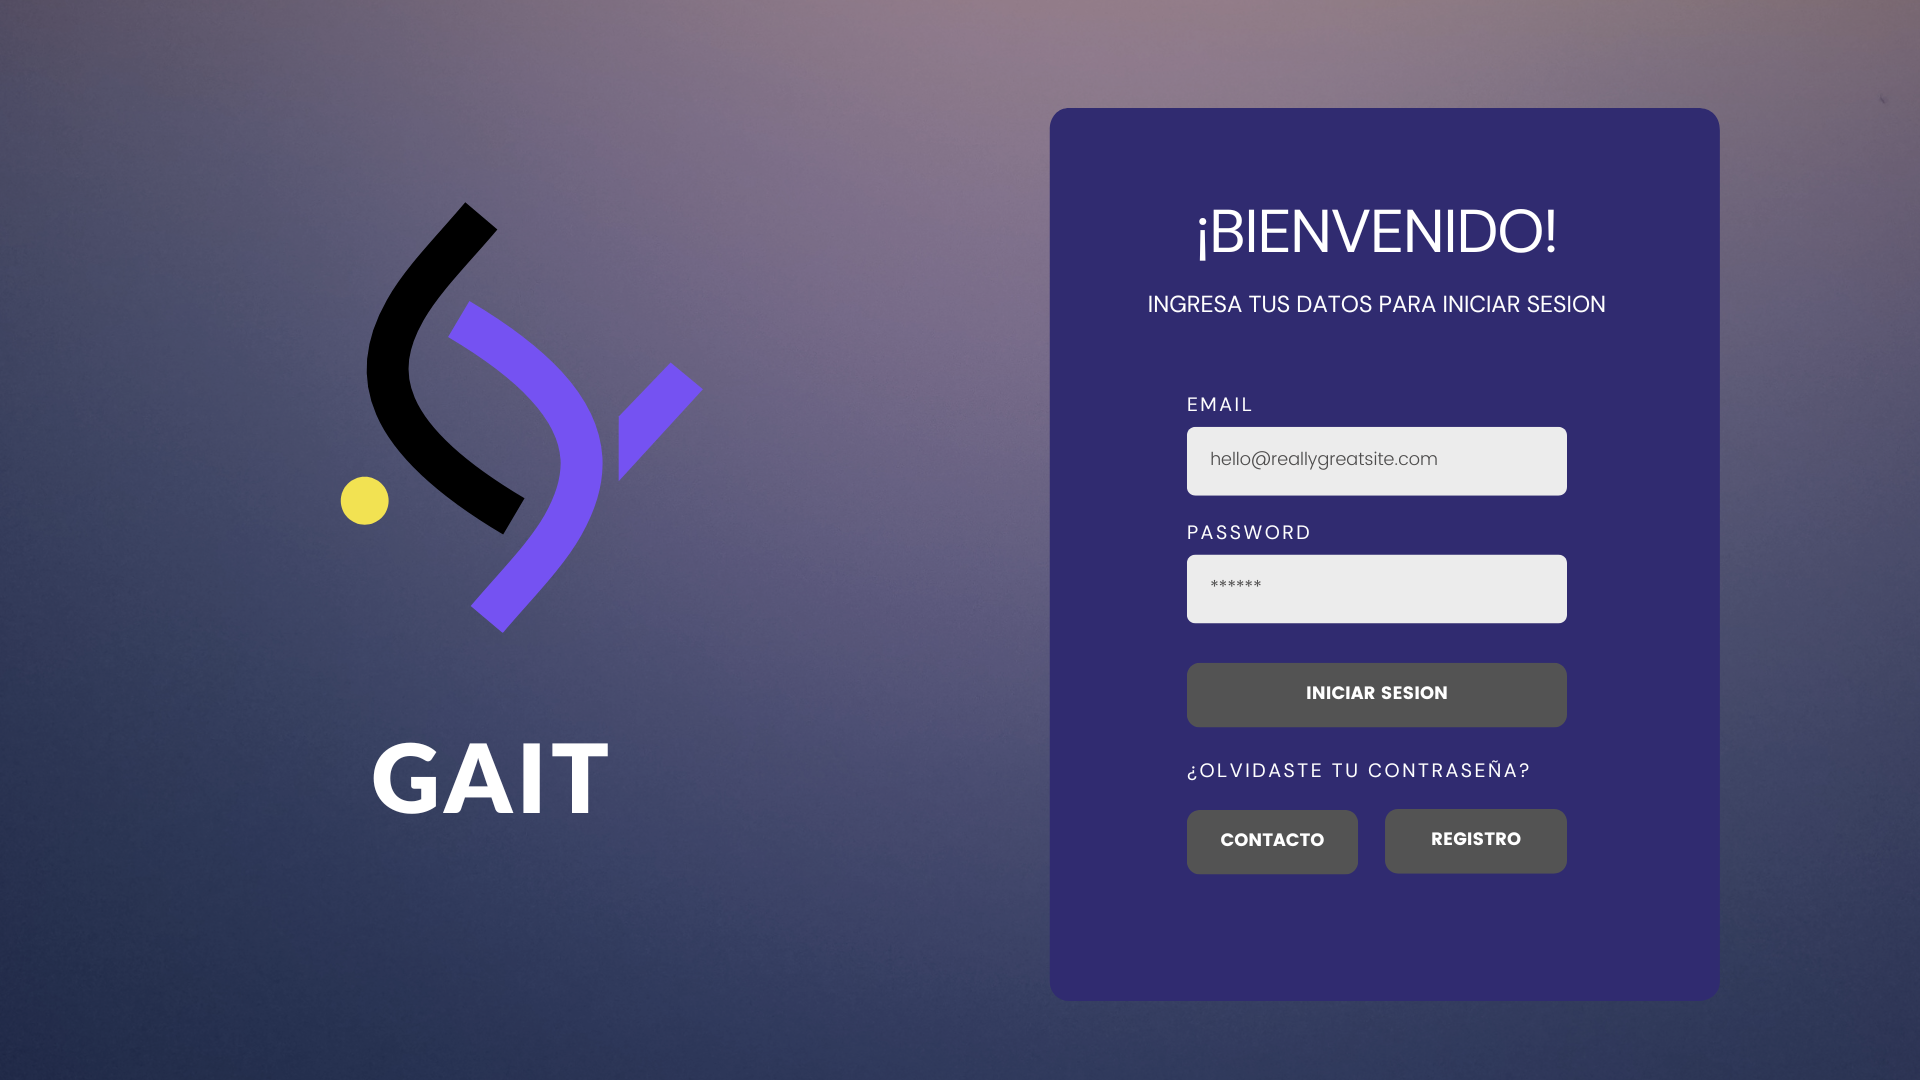 GAIT
¡BIENVENIDO!
INGRESA TUS DATOS PARA INICIAR SESION
EMAIL
hello@reallygreatsite.com
PASSWORD
******
INICIAR SESION
¿OLVIDASTE TU CONTRASEÑA?
CONTACTO
REGISTRO